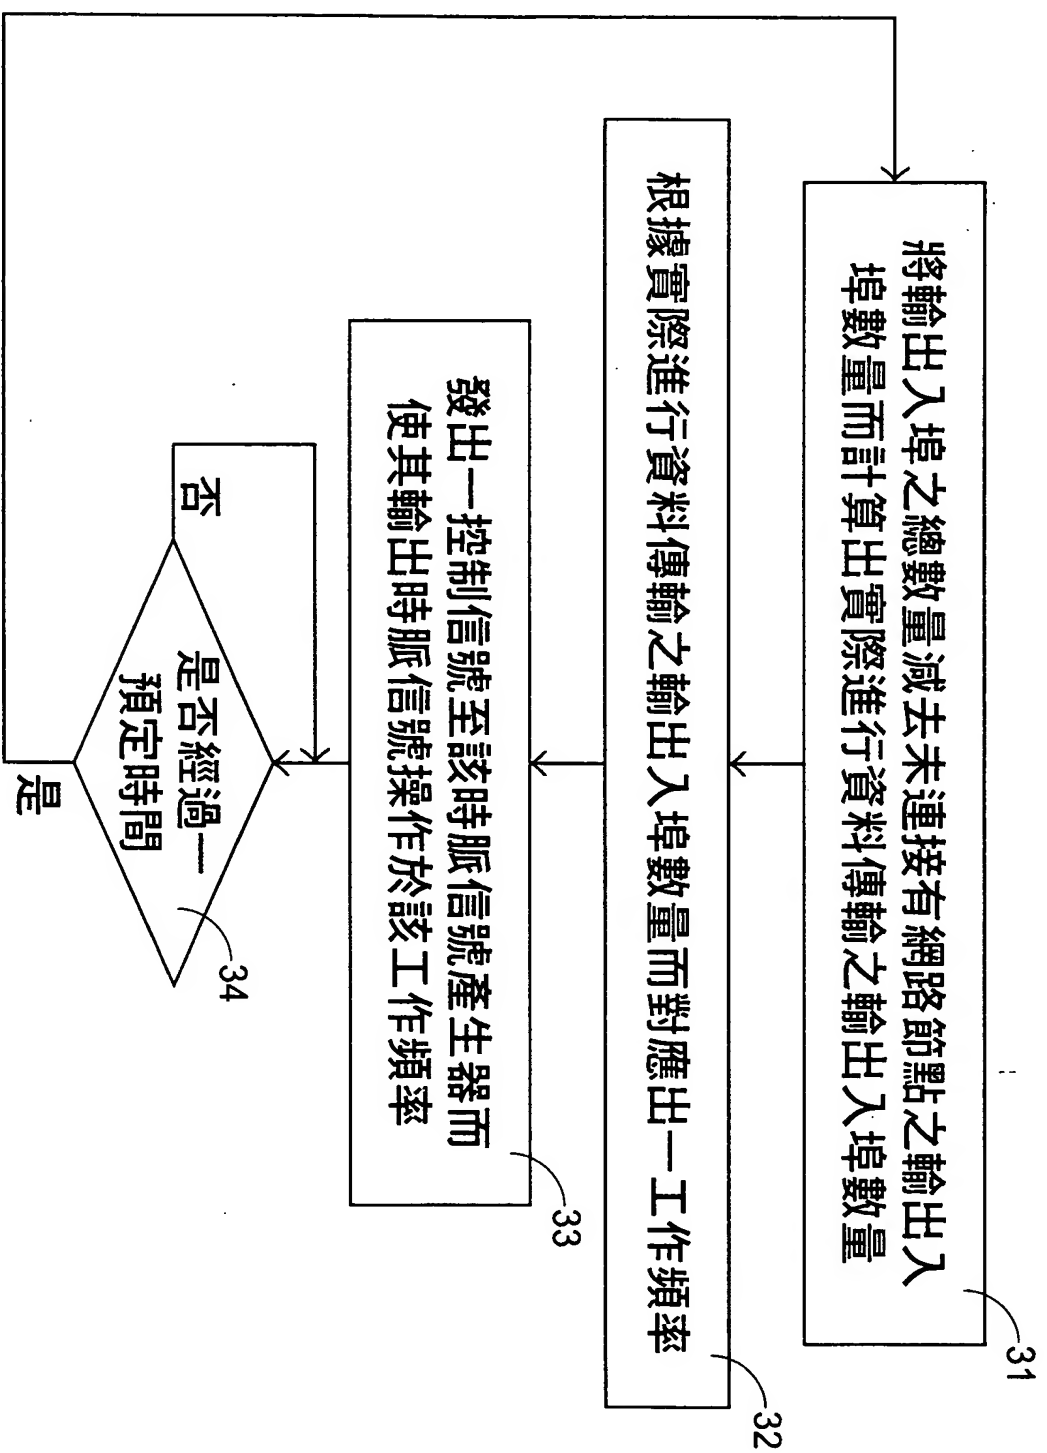 將輸出入埠之總數量減去未連接有網路節點之輸出入
埠數量而計算出實際進行資料傳輸之輸出入埠數量
31
根據實際進行資料傳輸之輸出入埠數量而對應出一工作頻率
32
發出一控制信號至該時脈信號產生器而
使其輸出時脈信號操作於該工作頻率
33
否
是否經過一
預定時間
34
是